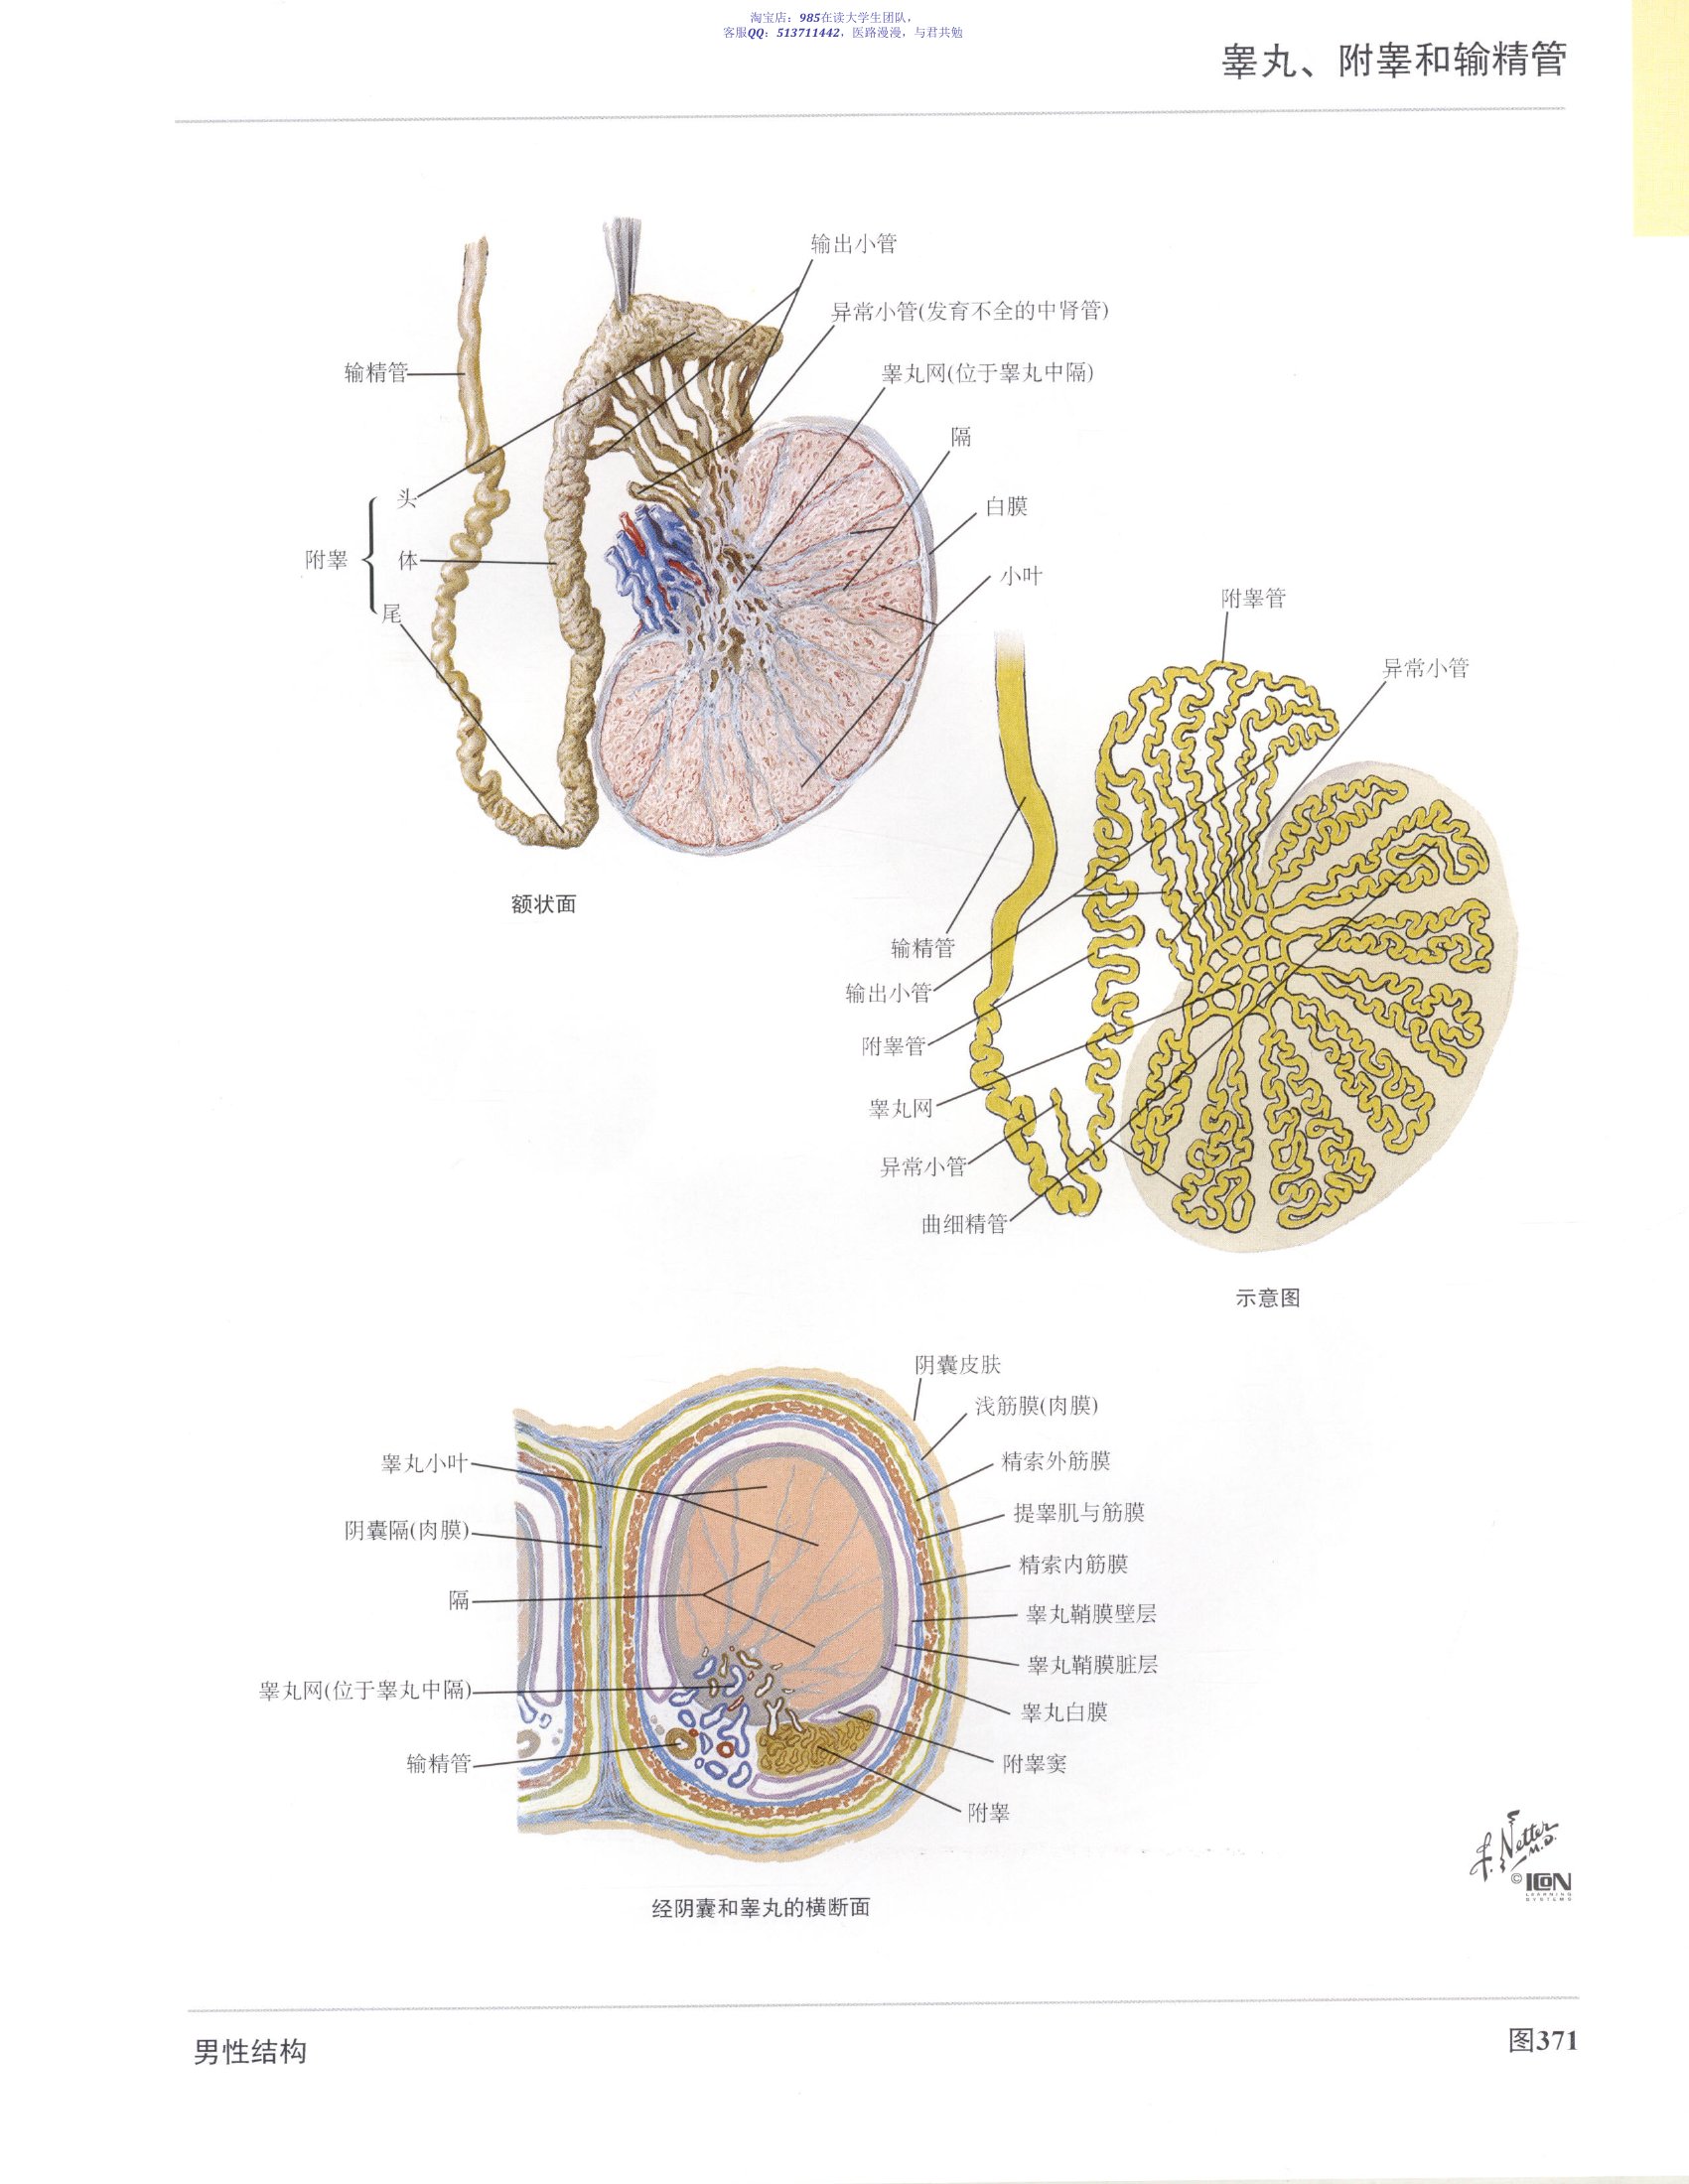 淘宝店：985在读大学生团队，
客服QQ：513711442，医路漫漫，与君共勉
睾丸、附睾和输精管
输出小管
异常小管(发育不全的中肾管)
输精管
睾丸网(位于睾丸中隔)
隔
头
白膜
附睾
体
小叶
尾
额状面
附睾管
异常小管
输精管
输出小管
附睾管
睾丸网
异常小管
曲细精管
示意图
阴囊皮肤
浅筋膜(肉膜)
睾丸小叶
精索外筋膜
提睾肌与筋膜
阴囊隔(肉膜)
精索内筋膜
隔
睾丸鞘膜壁层
睾丸鞘膜脏层
睾丸网(位于睾丸中隔)
睾丸白膜
输精管
附睾窦
附睾
经阴囊和睾丸的横断面
F. Netter
M.D.
© ICON
LEARNING
SYSTEMS
男性结构
图371